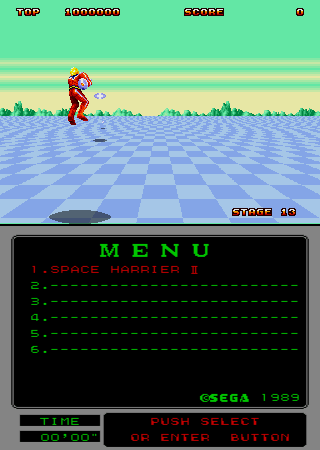 TOP 1000000 SCORE 0
STAGE 13
MENU
1.SPACE HARRIER II
2.------------------------
3.------------------------
4.------------------------
5.------------------------
6.------------------------
©SEGA 1989
TIME
00'00"
PUSH SELECT
OR ENTER BUTTON